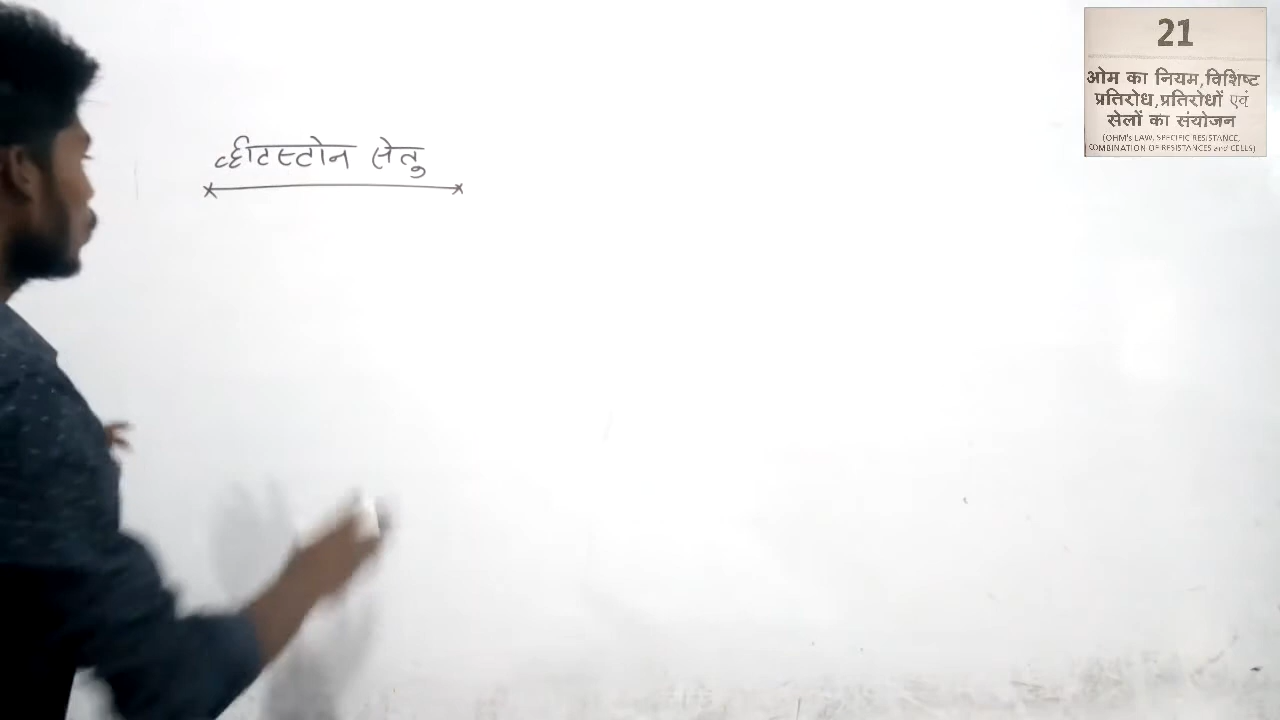 व्हीटस्टोन सेतु
21
ओम का नियम,विशिष्ट
प्रतिरोध,प्रतिरोधों एवं
सेलों का संयोजन
(OHM's LAW, SPECIFIC RESISTANCE,
COMBINATION OF RESISTANCES and CELLS)